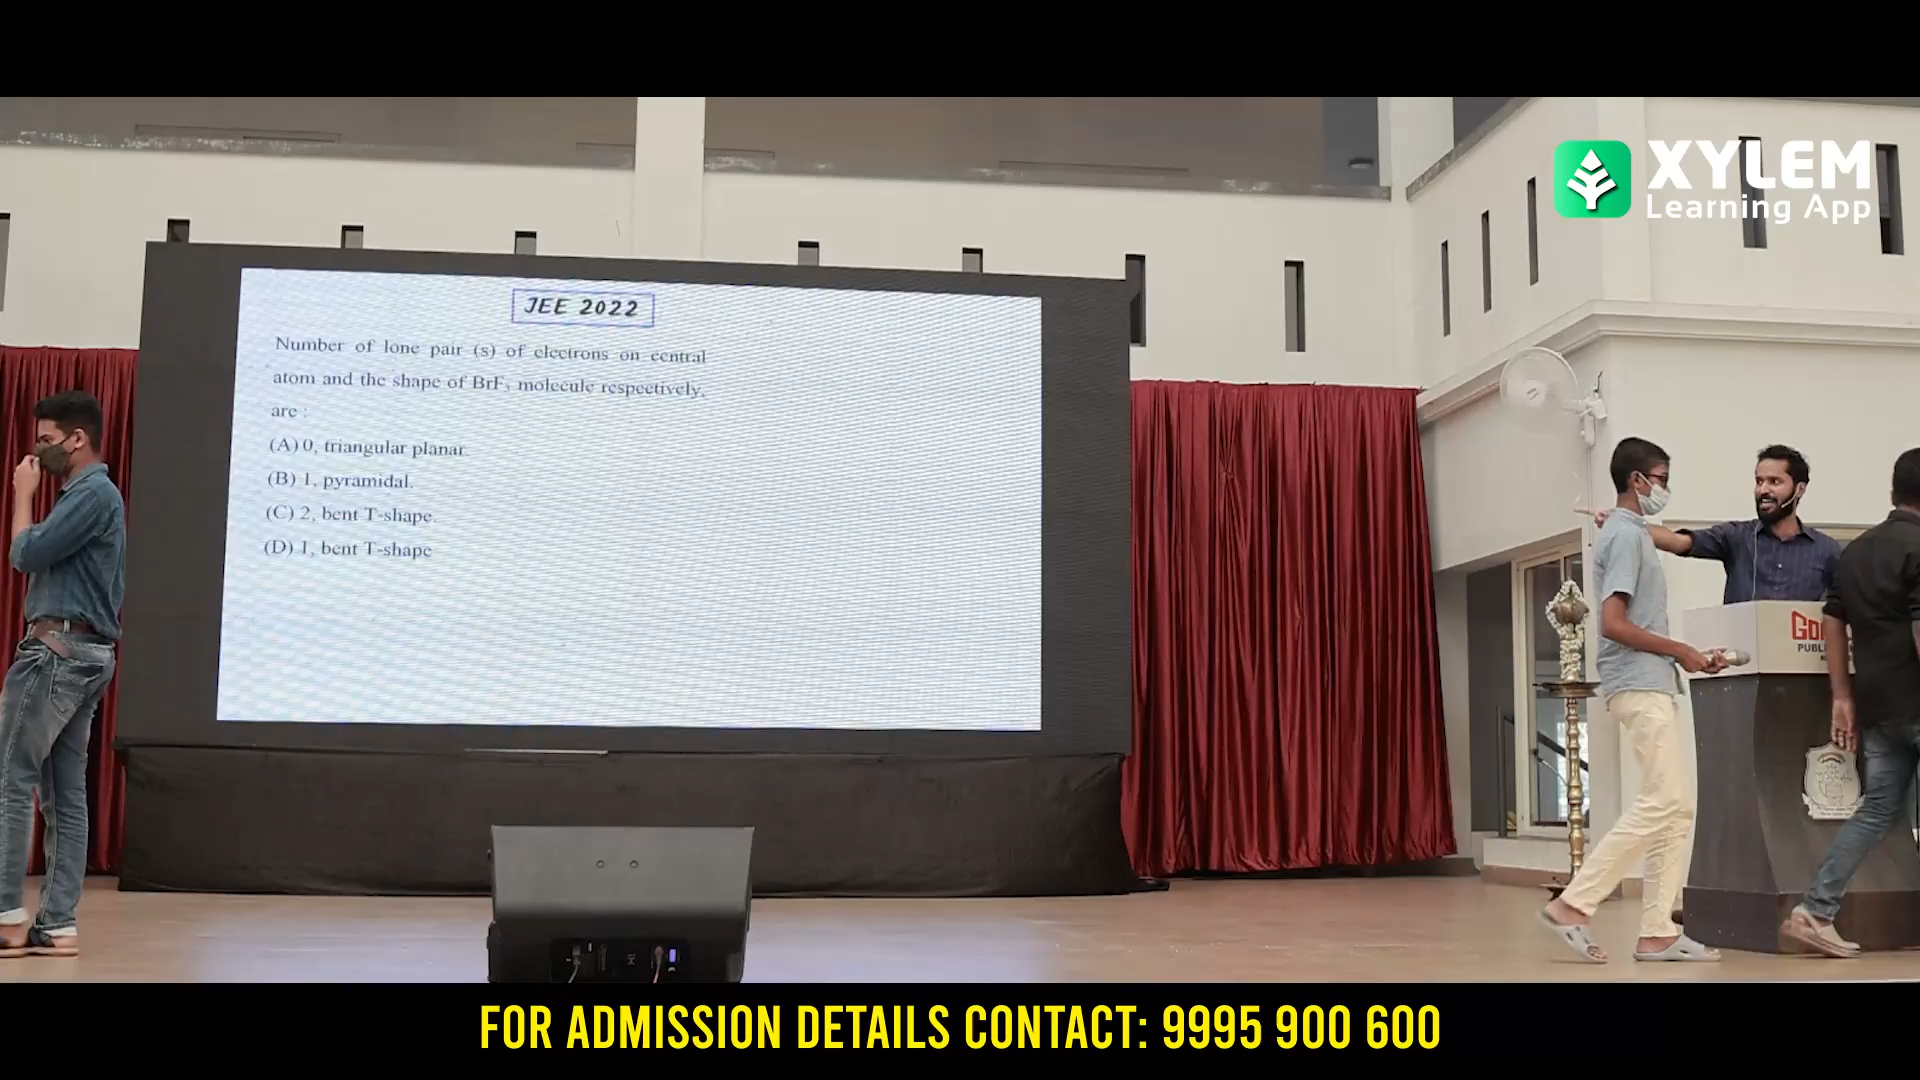 XYLEM
Learning App
JEE 2022
Number of lone pair (s) of electrons on central
atom and the shape of BrF₃ molecule respectively,
are :
(A) 0, triangular planar.
(B) 1, pyramidal.
(C) 2, bent T-shape.
(D) 1, bent T-shape
FOR ADMISSION DETAILS CONTACT: 9995 900 600